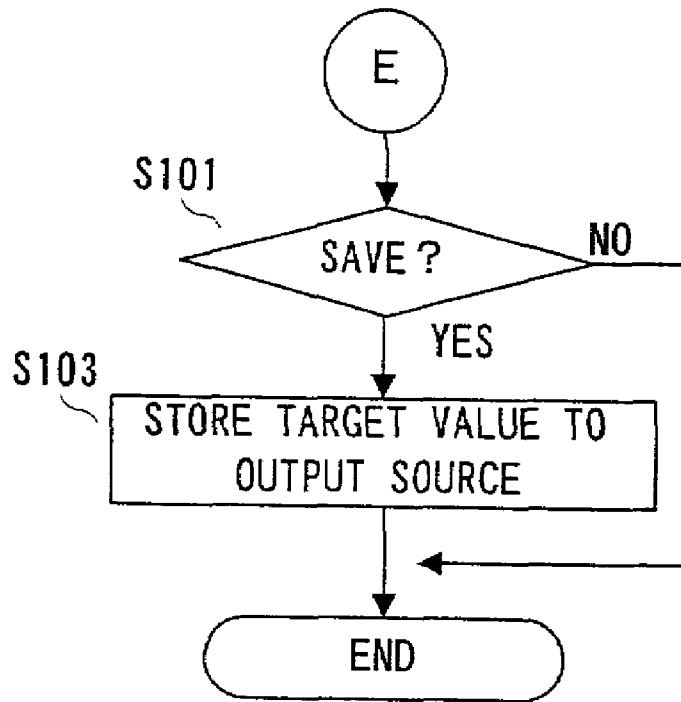 E
S101
SAVE?
NO
YES
S103
STORE TARGET VALUE TO
OUTPUT SOURCE
END